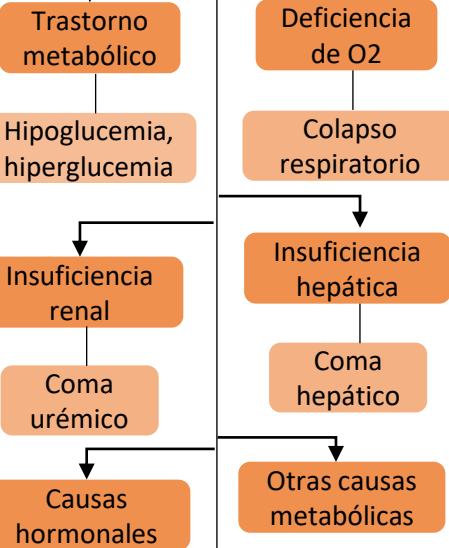 Trastorno
metabólico
Deficiencia
de O2
Hipoglucemia,
hiperglucemia
Colapso
respiratorio
Insuficiencia
renal
Insuficiencia
hepática
Coma
urémico
Coma
hepático
Causas
hormonales
Otras causas
metabólicas